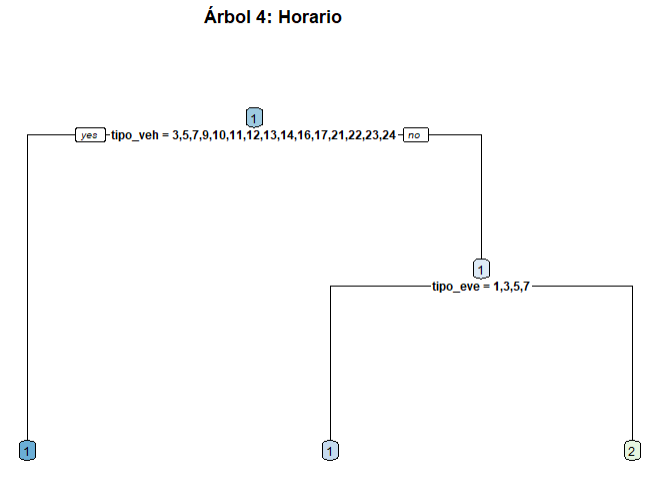 Árbol 4: Horario
1
yes tipo_veh = 3,5,7,9,10,11,12,13,14,16,17,21,22,23,24 no
1
tipo_eve = 1,3,5,7
1 1 2